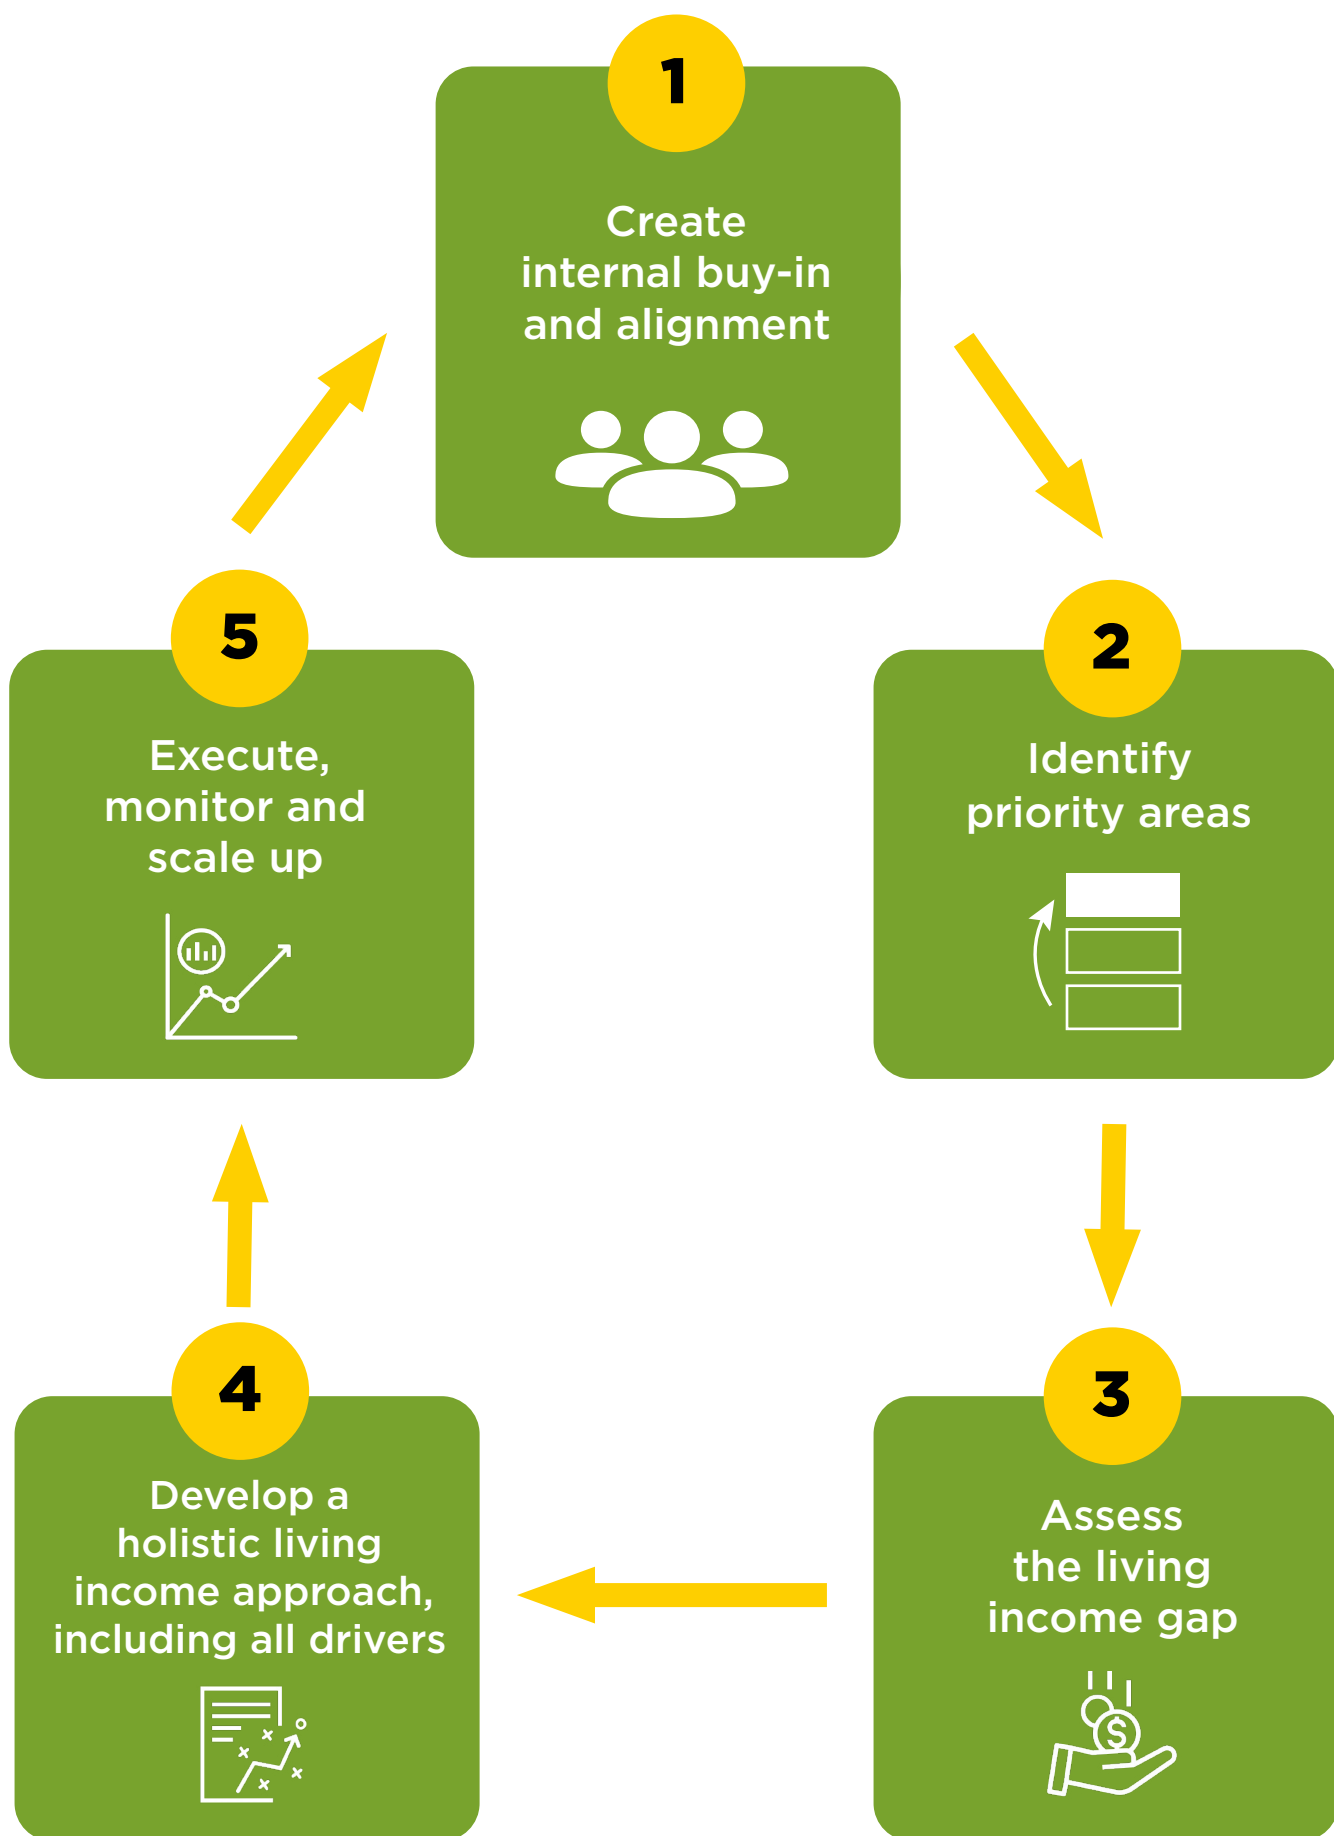 1
Create
internal buy-in
and alignment
2
Identify
priority areas
3
Assess
the living
income gap
$
4
Develop a
holistic living
income approach,
including all drivers
5
Execute,
monitor and
scale up